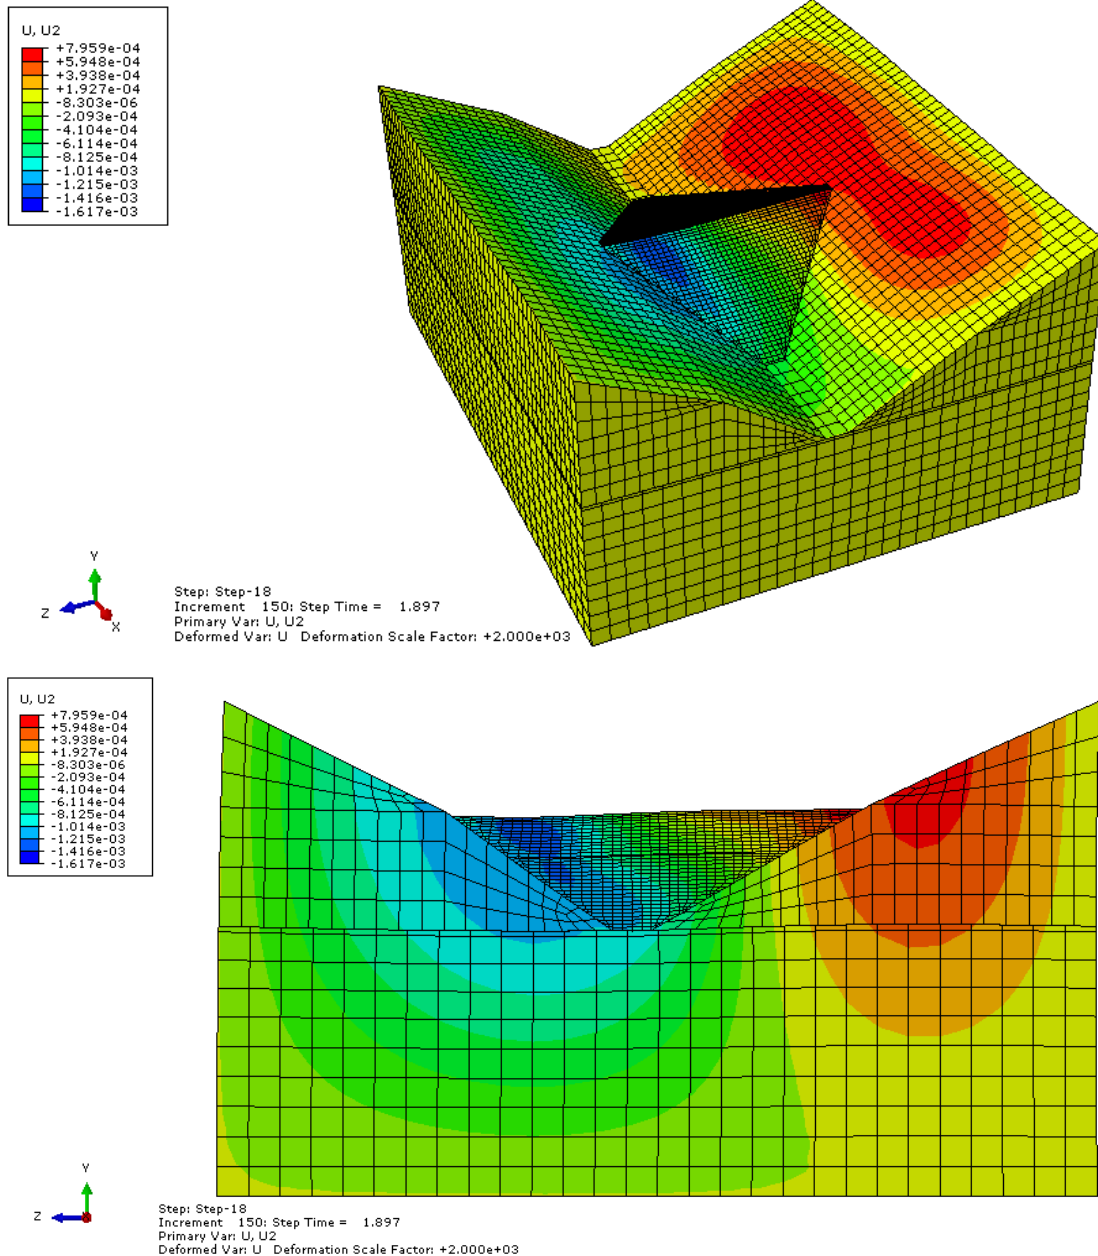 U, U2
+7.959e-04
+5.948e-04
+3.938e-04
+1.927e-04
-8.303e-06
-2.093e-04
-4.104e-04
-6.114e-04
-8.125e-04
-1.014e-03
-1.215e-03
-1.416e-03
-1.617e-03
Y
Z
X
Step: Step-18
Increment 150: Step Time = 1.897
Primary Var: U, U2
Deformed Var: U Deformation Scale Factor: +2.000e+03
U, U2
+7.959e-04
+5.948e-04
+3.938e-04
+1.927e-04
-8.303e-06
-2.093e-04
-4.104e-04
-6.114e-04
-8.125e-04
-1.014e-03
-1.215e-03
-1.416e-03
-1.617e-03
Y
Z
Step: Step-18
Increment 150: Step Time = 1.897
Primary Var: U, U2
Deformed Var: U Deformation Scale Factor: +2.000e+03